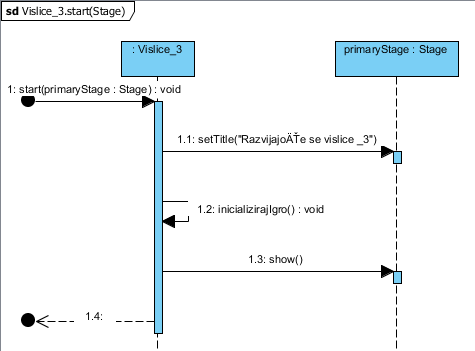 sd Vislice_3.start(Stage)
: Vislice_3
primaryStage : Stage
1: start(primaryStage : Stage) : void
1.1: setTitle("RazvijajoÄŤe se vislice _3")
1.2: inicializirajIgro() : void
1.3: show()
1.4: